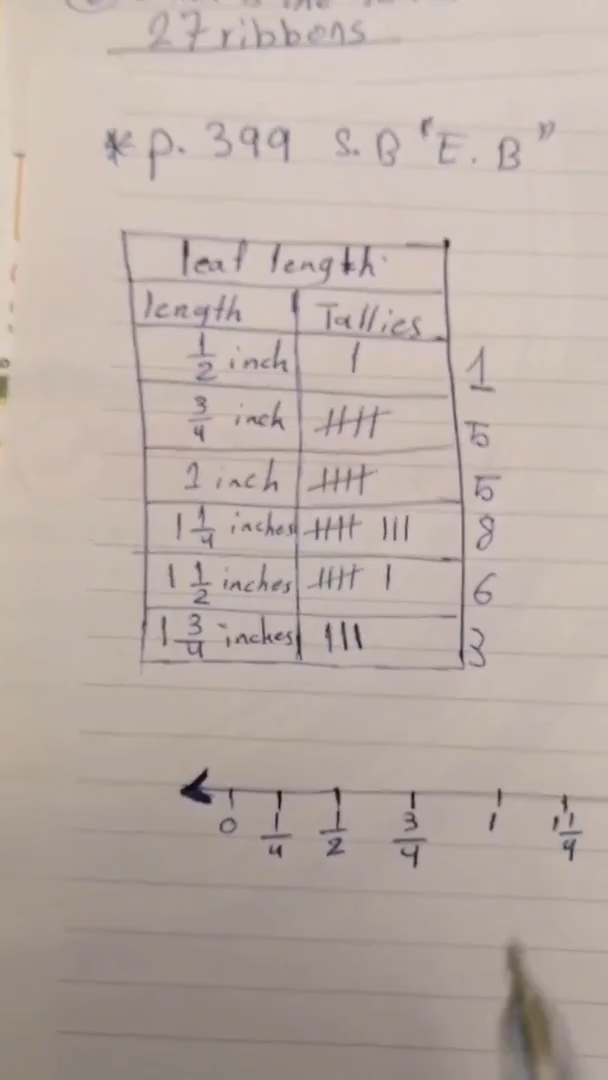 27 ribbons
* p. 399 S.B "E.B"
leaf length
length Tallies
1/2 inch | 1
3/4 inch 5
1 inch 5
1 1/4 inches ||| 8
1 1/2 inches | 6
1 3/4 inches ||| 3
0 1/4 1/2 3/4 1 1 1/4